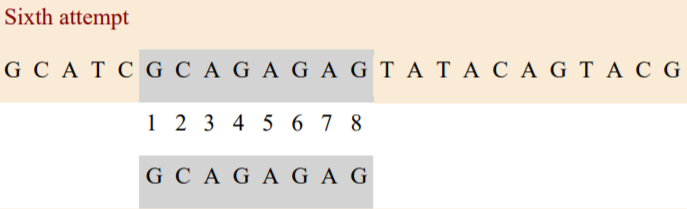 Sixth attempt
G C A T C G C A G A G A G T A T A C A G T A C G
1 2 3 4 5 6 7 8
G C A G A G A G